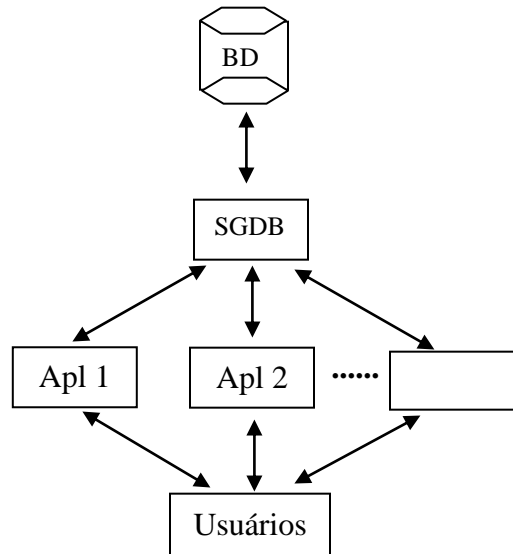 BD
SGDB
Apl 1
Apl 2
......
Usuários